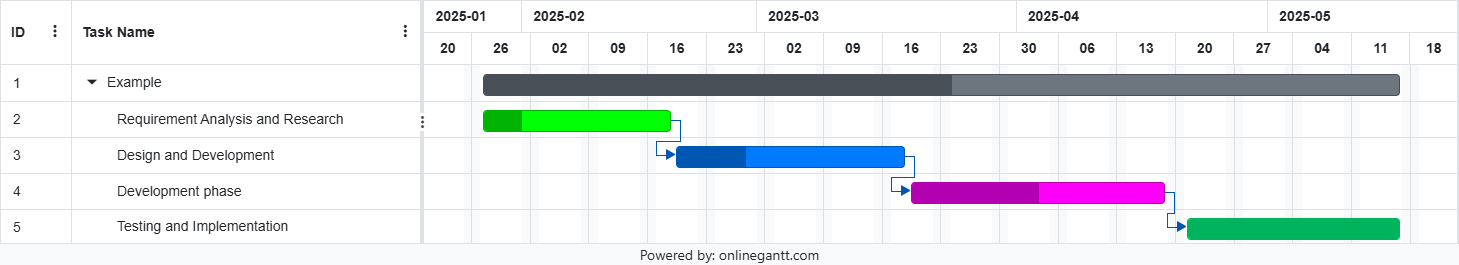 ID Task Name 2025-01 2025-02 2025-03 2025-04 2025-05
20 26 02 09 16 23 02 09 16 23 30 06 13 20 27 04 11 18
1 Example
2 Requirement Analysis and Research
3 Design and Development
4 Development phase
5 Testing and Implementation
Powered by: onlinegantt.com